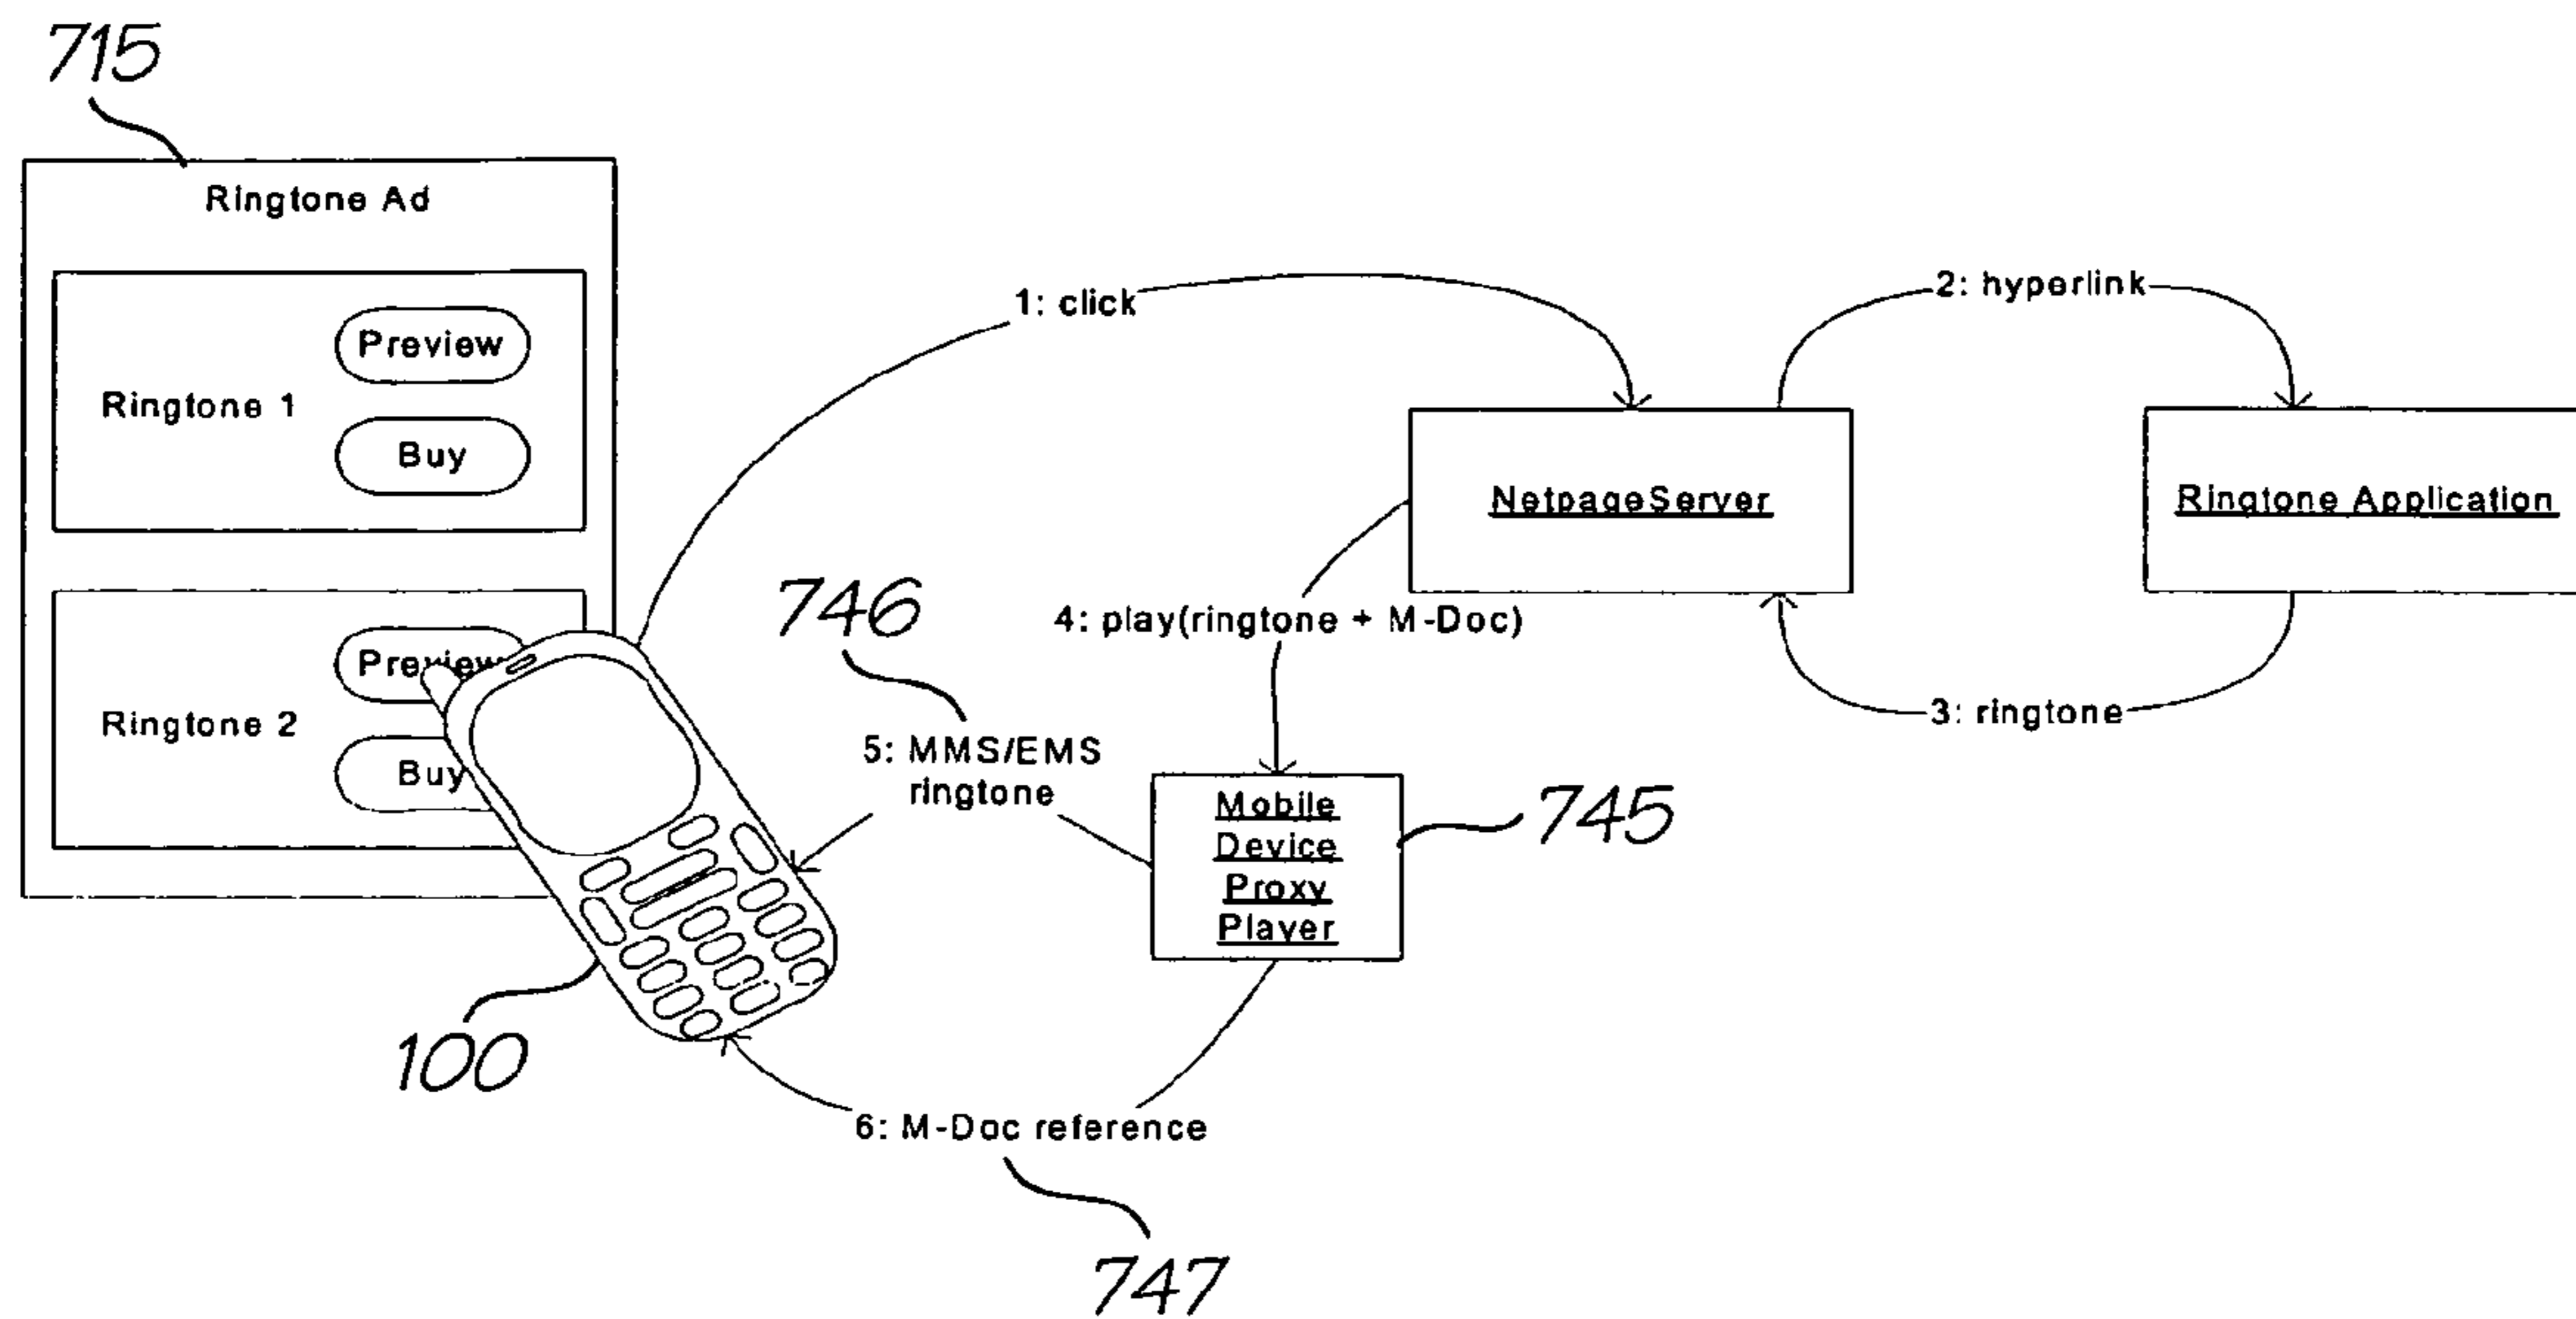 715
Ringtone Ad
Ringtone 1
Preview
Buy
Ringtone 2
Preview
Buy
100
1: click
2: hyperlink
NetpageServer
Ringtone Application
3: ringtone
4: play(ringtone + M-Doc)
746
5: MMS/EMS
ringtone
Mobile
Device
Proxy
Player
745
6: M-Doc reference
747